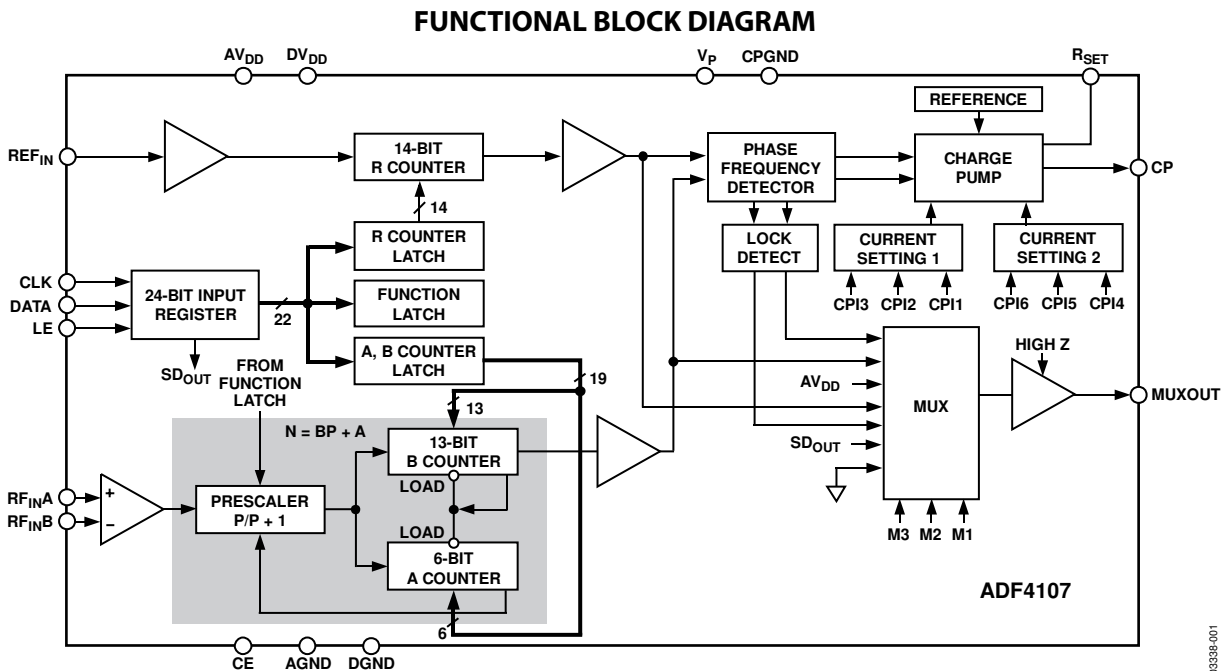 FUNCTIONAL BLOCK DIAGRAM
AVDD
DVDD
VP
CPGND
RSET
REFERENCE
REFIN
14-BIT
R COUNTER
PHASE
FREQUENCY
DETECTOR
CHARGE
PUMP
CP
14
R COUNTER
LATCH
LOCK
DETECT
CURRENT
SETTING 1
CURRENT
SETTING 2
CLK
DATA
LE
24-BIT INPUT
REGISTER
22
FUNCTION
LATCH
CPI3
CPI2
CPI1
CPI6
CPI5
CPI4
SDOUT
A, B COUNTER
LATCH
19
HIGH Z
FROM
FUNCTION
LATCH
AVDD
MUX
MUXOUT
13
N = BP + A
13-BIT
B COUNTER
SDOUT
LOAD
RFINA
RFINB
+
–
PRESCALER
P/P + 1
LOAD
6-BIT
A COUNTER
M3
M2
M1
ADF4107
6
CE
AGND
DGND
03338-001